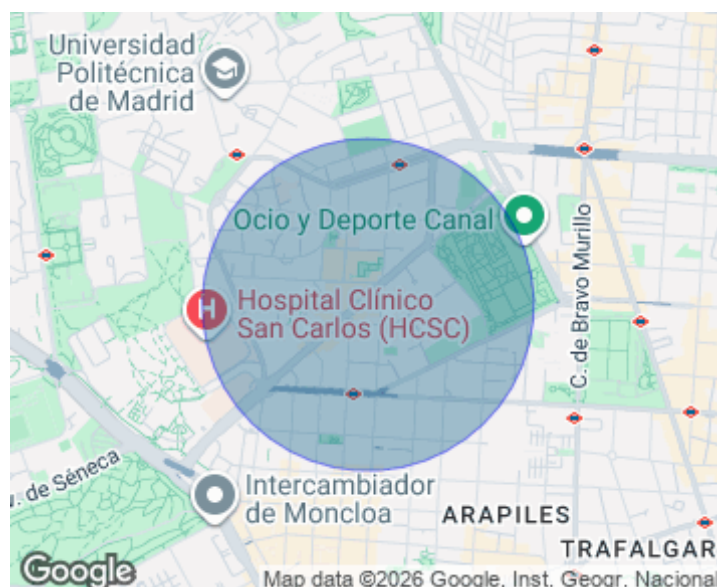 Universidad
Politécnica
de Madrid
Ocio y Deporte Canal
C. de Bravo Murillo
H
Hospital Clínico
San Carlos (HCSC)
v. de Séneca
Intercambiador
de Moncloa
ARAPILES
TRAFALGAR
Google
Map data ©2026 Google, Inst. Geogr. Nacional